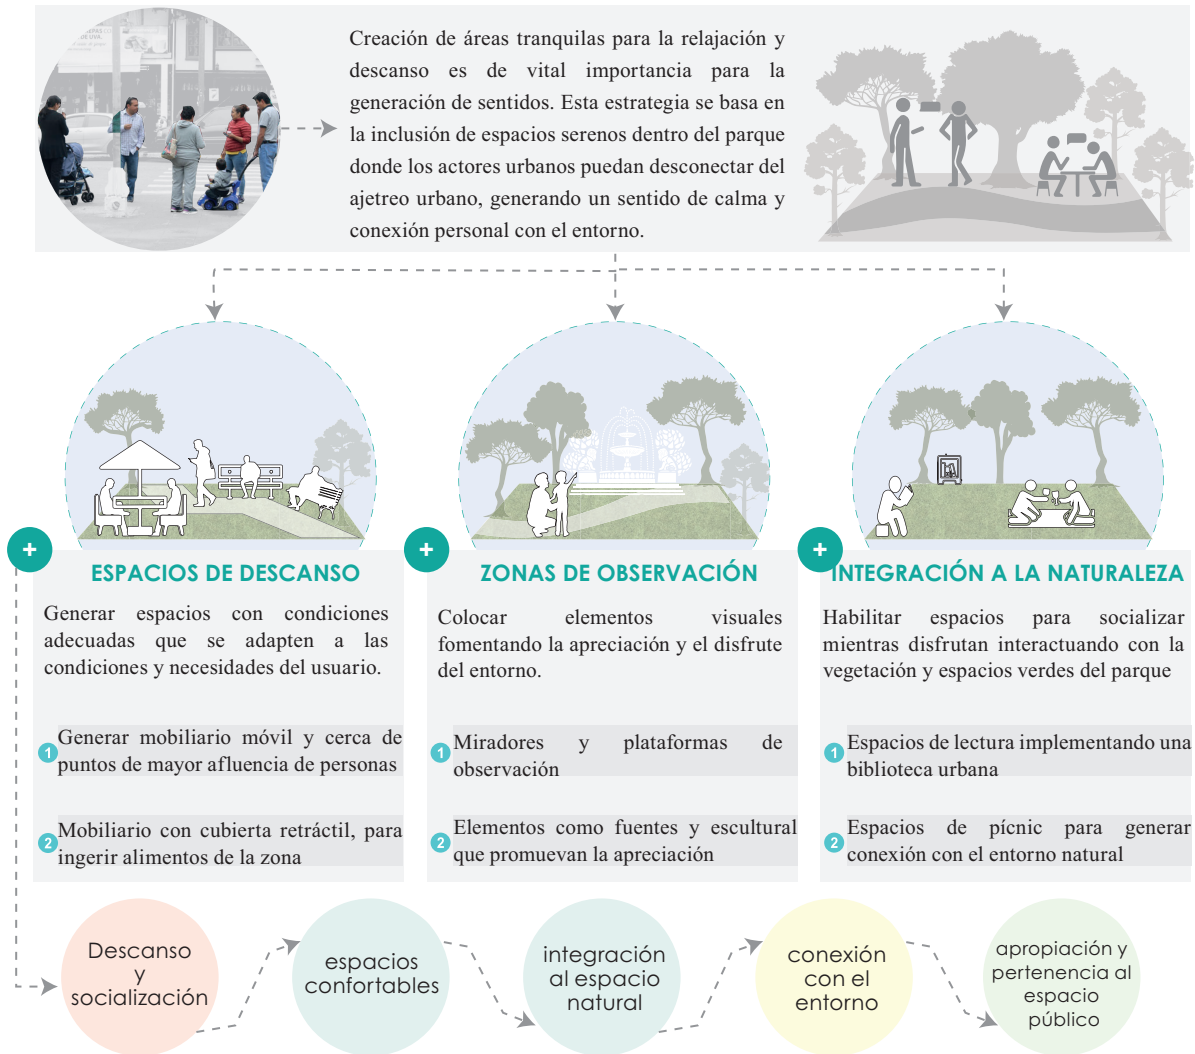 Creación de áreas tranquilas para la relajación y
descanso es de vital importancia para la
generación de sentidos. Esta estrategia se basa en
la inclusión de espacios serenos dentro del parque
donde los actores urbanos puedan desconectar del
ajetreo urbano, generando un sentido de calma y
conexión personal con el entorno.
+
ESPACIOS DE DESCANSO
Generar espacios con condiciones
adecuadas que se adapten a las
condiciones y necesidades del usuario.
1 Generar mobiliario móvil y cerca de
puntos de mayor afluencia de personas
2 Mobiliario con cubierta retráctil, para
ingerir alimentos de la zona
+
ZONAS DE OBSERVACIÓN
Colocar elementos visuales
fomentando la apreciación y el disfrute
del entorno.
1 Miradores y plataformas de
observación
2 Elementos como fuentes y escultural
que promuevan la apreciación
+
INTEGRACIÓN A LA NATURALEZA
Habilitar espacios para socializar
mientras disfrutan interactuando con la
vegetación y espacios verdes del parque
1 Espacios de lectura implementando una
biblioteca urbana
2 Espacios de pícnic para generar
conexión con el entorno natural
Descanso
y
socialización
espacios
confortables
integración
al espacio
natural
conexión
con el
entorno
apropiación y
pertenencia al
espacio
público